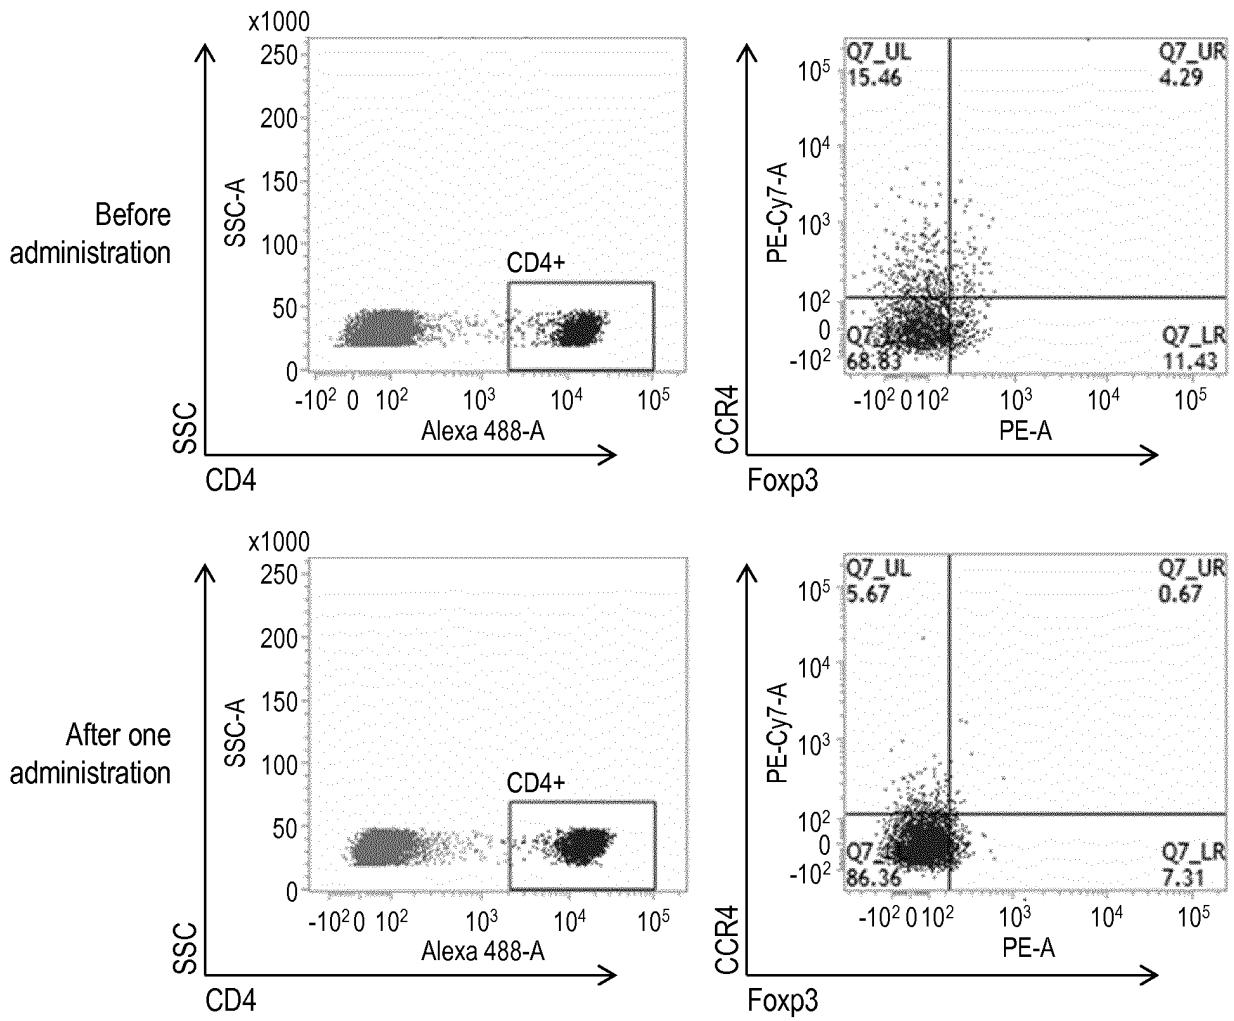 x1000
250
200
150
100
50
0
SSC-A
SSC
CD4+
-10² 0 10² 10³ 10⁴ 10⁵
Alexa 488-A
CD4
Before
administration
Q7_UL
15.46
Q7_UR
4.29
10⁵
10⁴
10³
10²
0
-10²
PE-Cy7-A
CCR4
68.83
Q7_LR
11.43
-10² 0 10² 10³ 10⁴ 10⁵
PE-A
Foxp3
x1000
250
200
150
100
50
0
SSC-A
SSC
CD4+
-10² 0 10² 10³ 10⁴ 10⁵
Alexa 488-A
CD4
After one
administration
Q7_UL
5.67
Q7_UR
0.67
10⁵
10⁴
10³
10²
0
-10²
PE-Cy7-A
CCR4
86.36
Q7_LR
7.31
-10² 0 10² 10³ 10⁴ 10⁵
PE-A
Foxp3